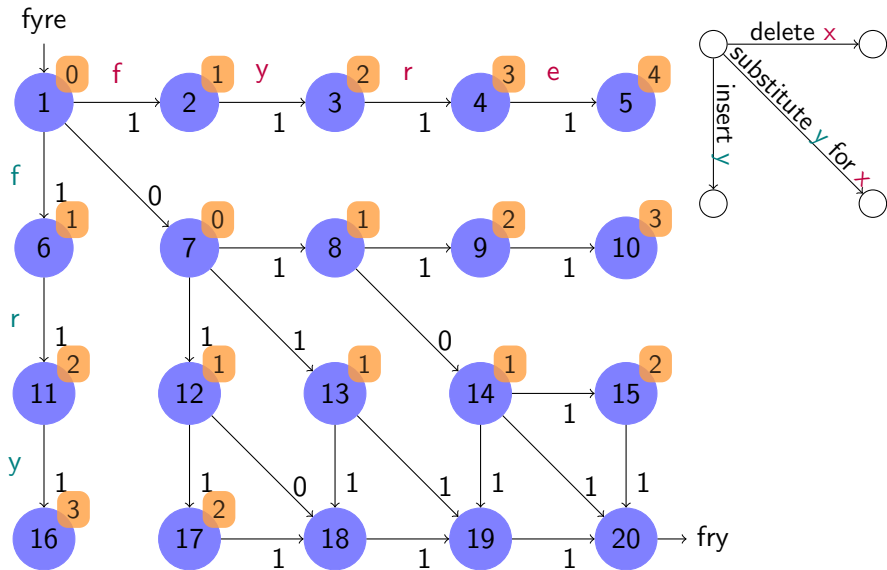 fyre
0 f 1 y 2 r 3 e 4
1 2 3 4 5
1 1 1 1
delete x
substitute y for x
insert y
f 1 0
1 0 1 2 3
6 7 8 9 10
1 1 1
r 1 1 1 0
2 1 1 1 2
11 12 13 14 15
1
y 1 1 0 1 1 1 1 1
3 2
16 17 18 19 20 fry
1 1 1